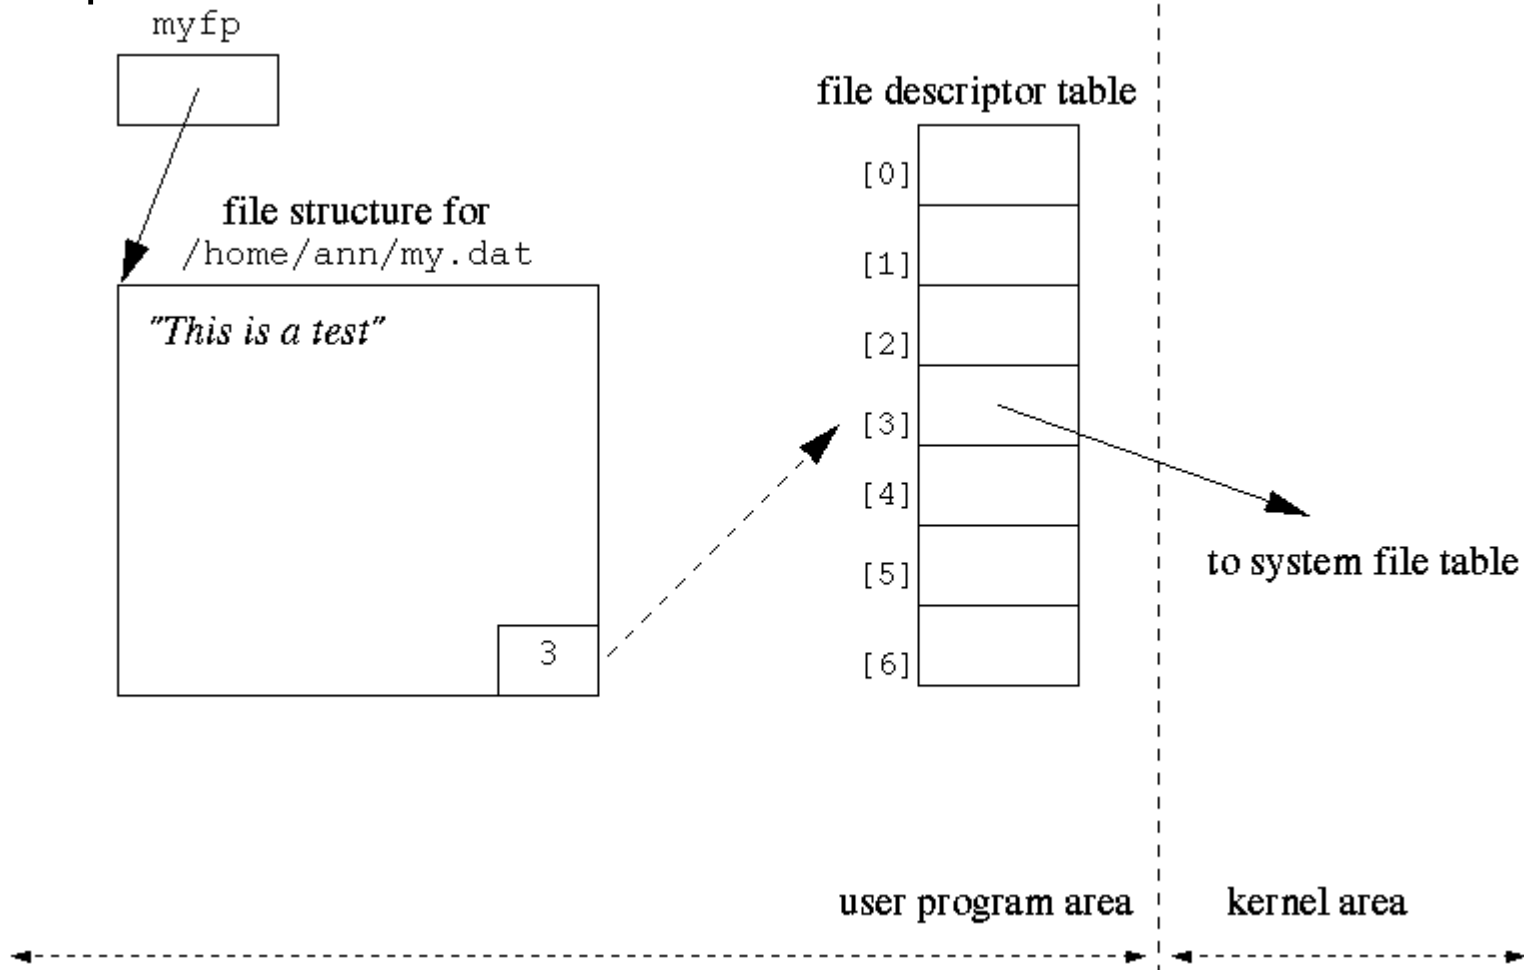 myfp
file descriptor table
[0]
file structure for
/home/ann/my.dat
[1]
"This is a test"
[2]
[3]
[4]
to system file table
[5]
3
[6]
user program area
kernel area